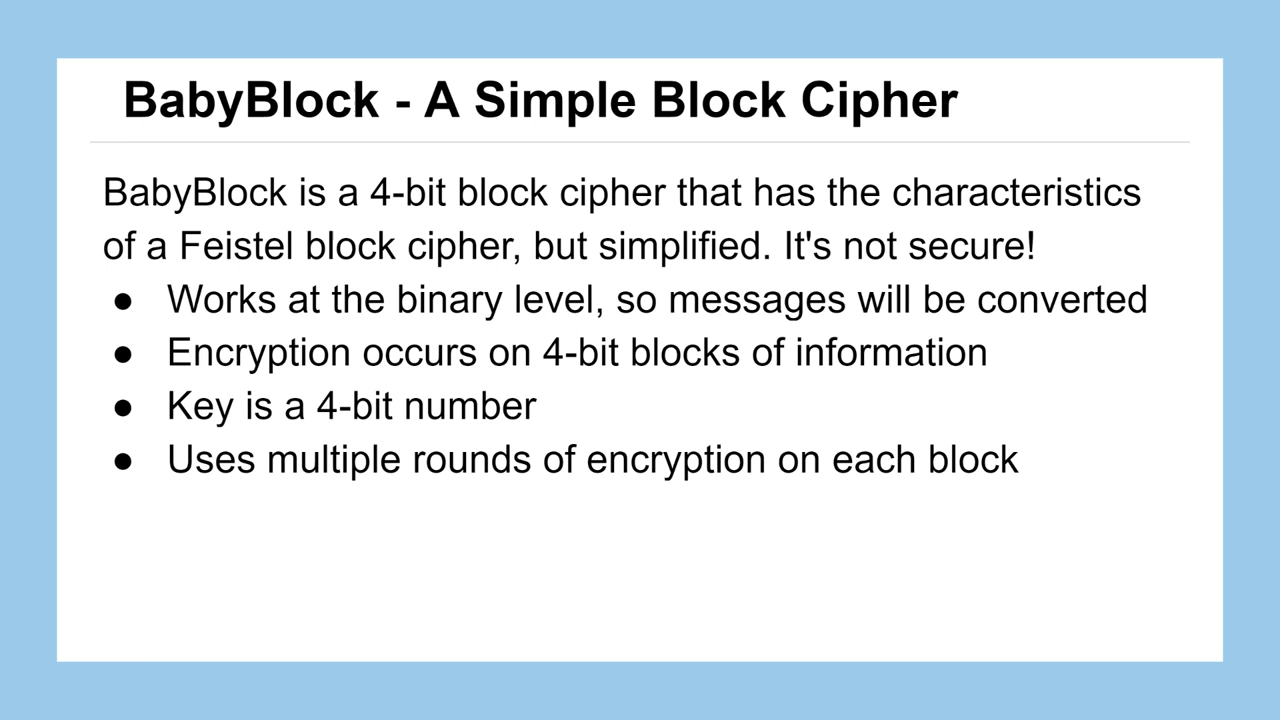 BabyBlock - A Simple Block Cipher
BabyBlock is a 4-bit block cipher that has the characteristics
of a Feistel block cipher, but simplified. It's not secure!
● Works at the binary level, so messages will be converted
● Encryption occurs on 4-bit blocks of information
● Key is a 4-bit number
● Uses multiple rounds of encryption on each block